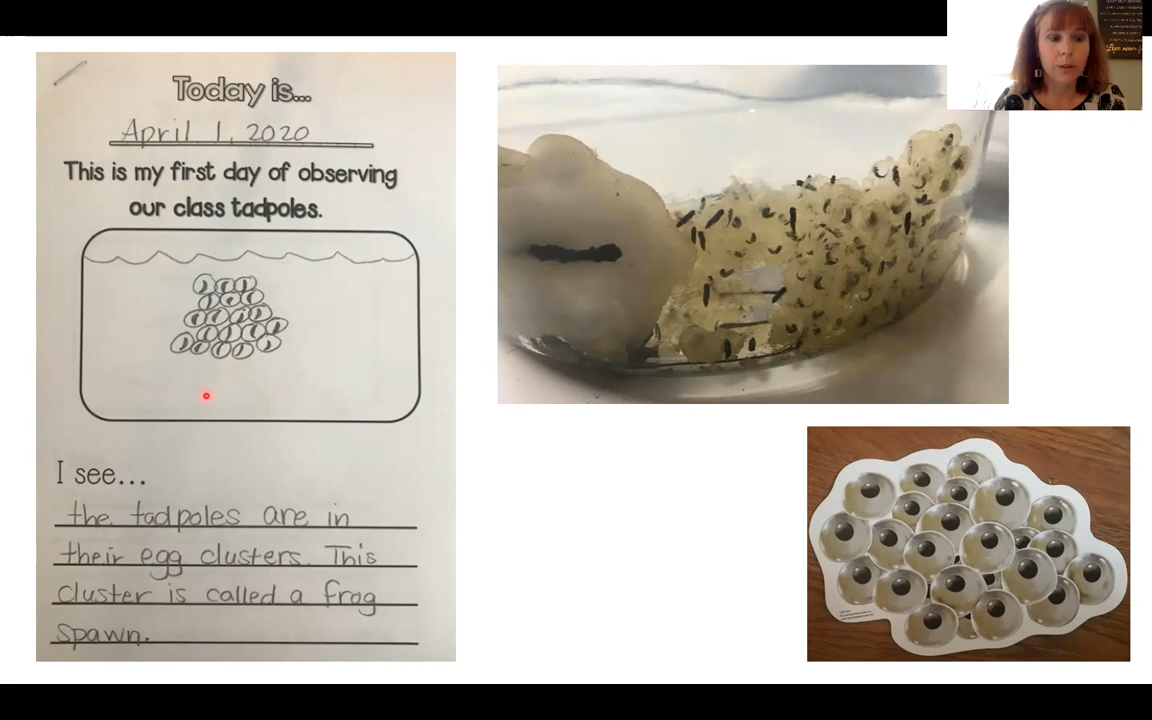 Today is...
April 1, 2020
This is my first day of observing
our class tadpoles.
I see...
the tadpoles are in
their egg clusters. This
cluster is called a frog
spawn.